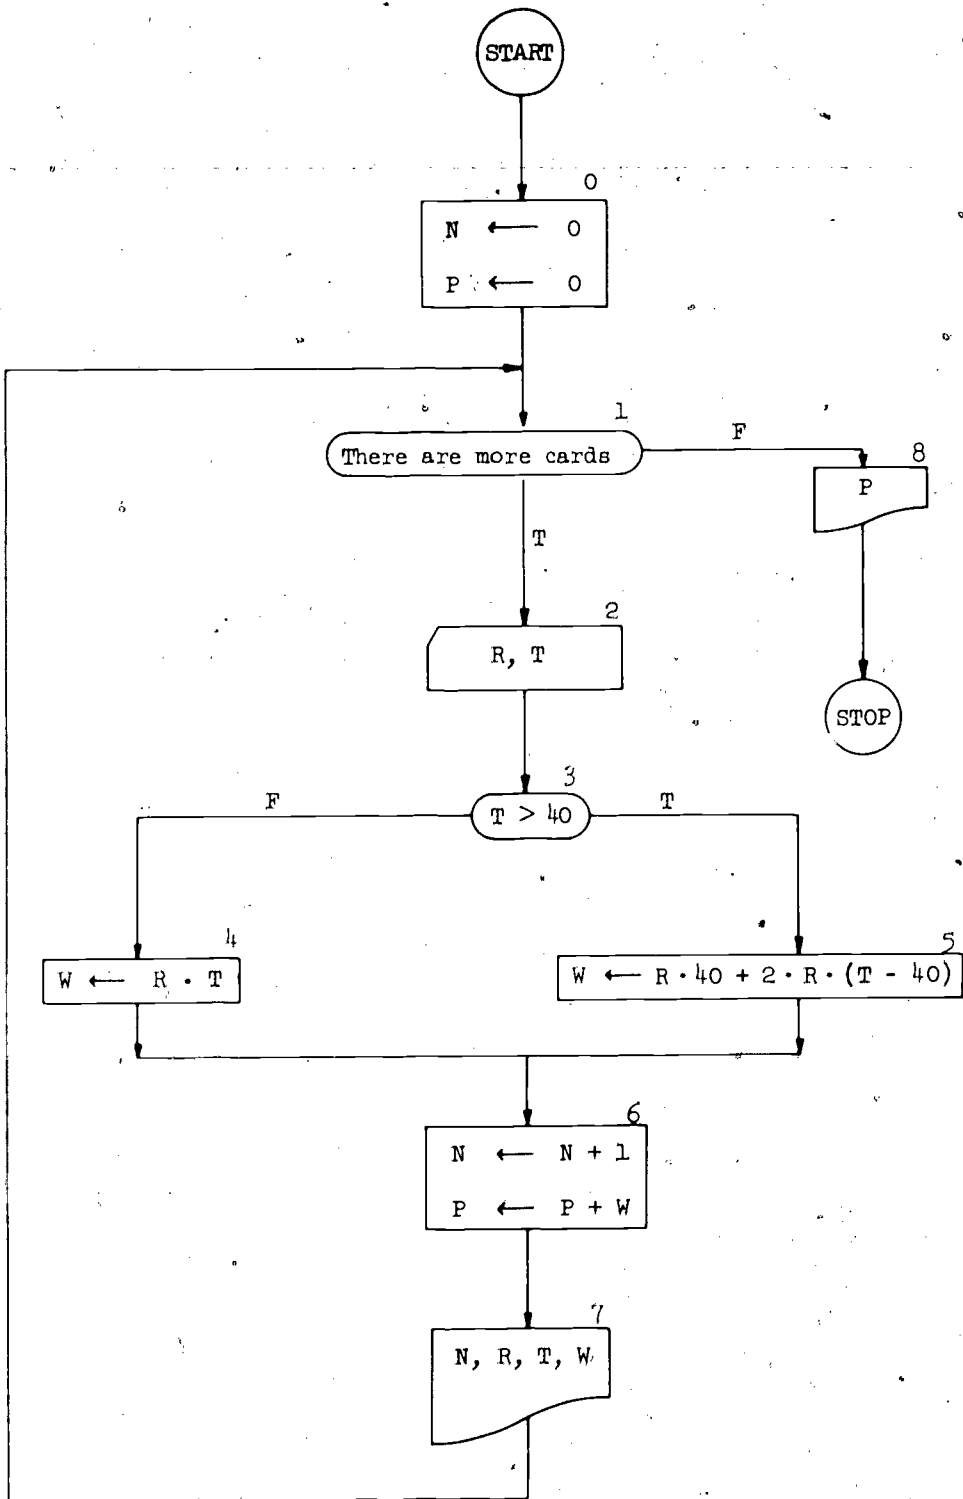 START
0
N ← 0
P ← 0
1
There are more cards
F
8
P
T
2
R, T
STOP
3
F
T > 40
T
4
W ← R · T
5
W ← R · 40 + 2 · R · (T - 40)
6
N ← N + 1
P ← P + W
7
N, R, T, W